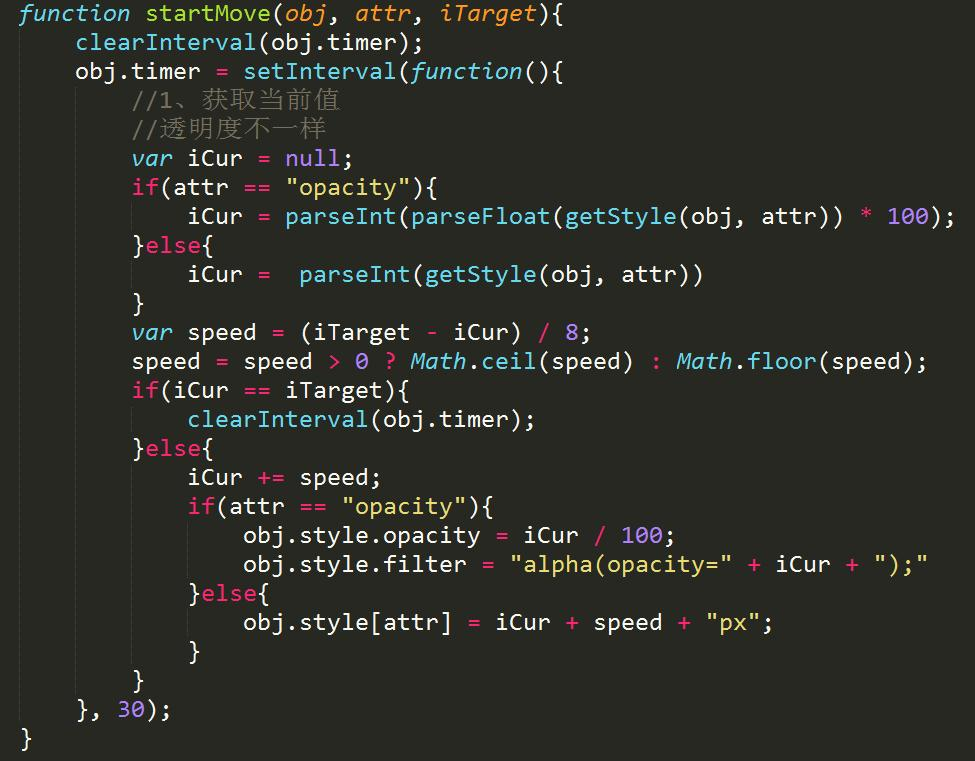 function startMove(obj, attr, iTarget){
    clearInterval(obj.timer);
    obj.timer = setInterval(function(){
        //1、获取当前值
        //透明度不一样
        var iCur = null;
        if(attr == "opacity"){
            iCur = parseInt(parseFloat(getStyle(obj, attr)) * 100);
        }else{
            iCur =  parseInt(getStyle(obj, attr))
        }
        var speed = (iTarget - iCur) / 8;
        speed = speed > 0 ? Math.ceil(speed) : Math.floor(speed);
        if(iCur == iTarget){
            clearInterval(obj.timer);
        }else{
            iCur += speed;
            if(attr == "opacity"){
                obj.style.opacity = iCur / 100;
                obj.style.filter = "alpha(opacity=" + iCur + ");"
            }else{
                obj.style[attr] = iCur + speed + "px";
            }
        }
    }, 30);
}